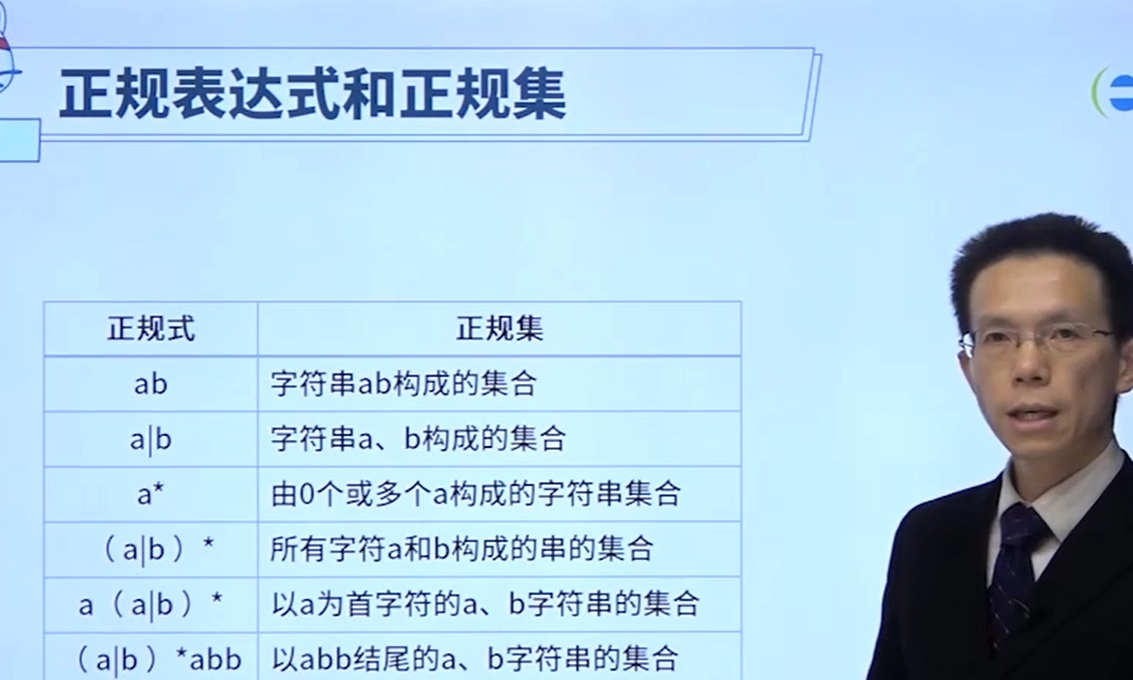 正规表达式和正规集
正规式 正规集
ab 字符串ab构成的集合
a|b 字符串a、b构成的集合
a* 由0个或多个a构成的字符串集合
（a|b）* 所有字符a和b构成的串的集合
a（a|b）* 以a为首字符的a、b字符串的集合
（a|b）*abb 以abb结尾的a、b字符串的集合